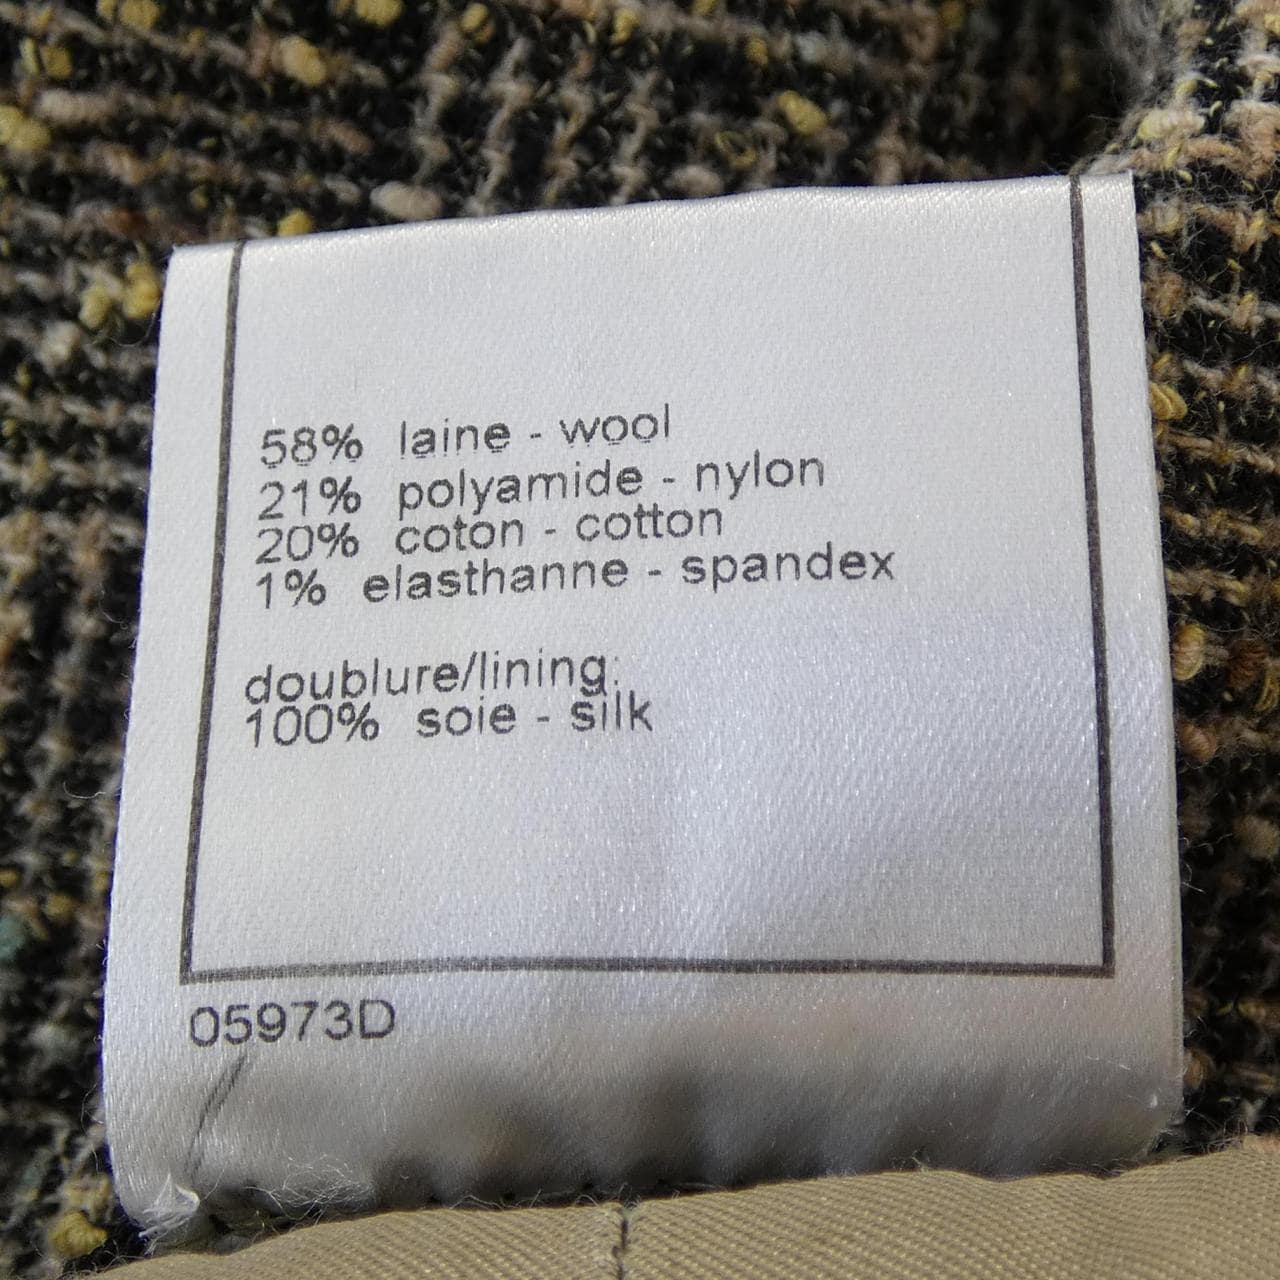 58% laine - wool
21% polyamide - nylon
20% coton - cotton
1% elasthanne - spandex
doublure/lining:
100% soie - silk
05973D